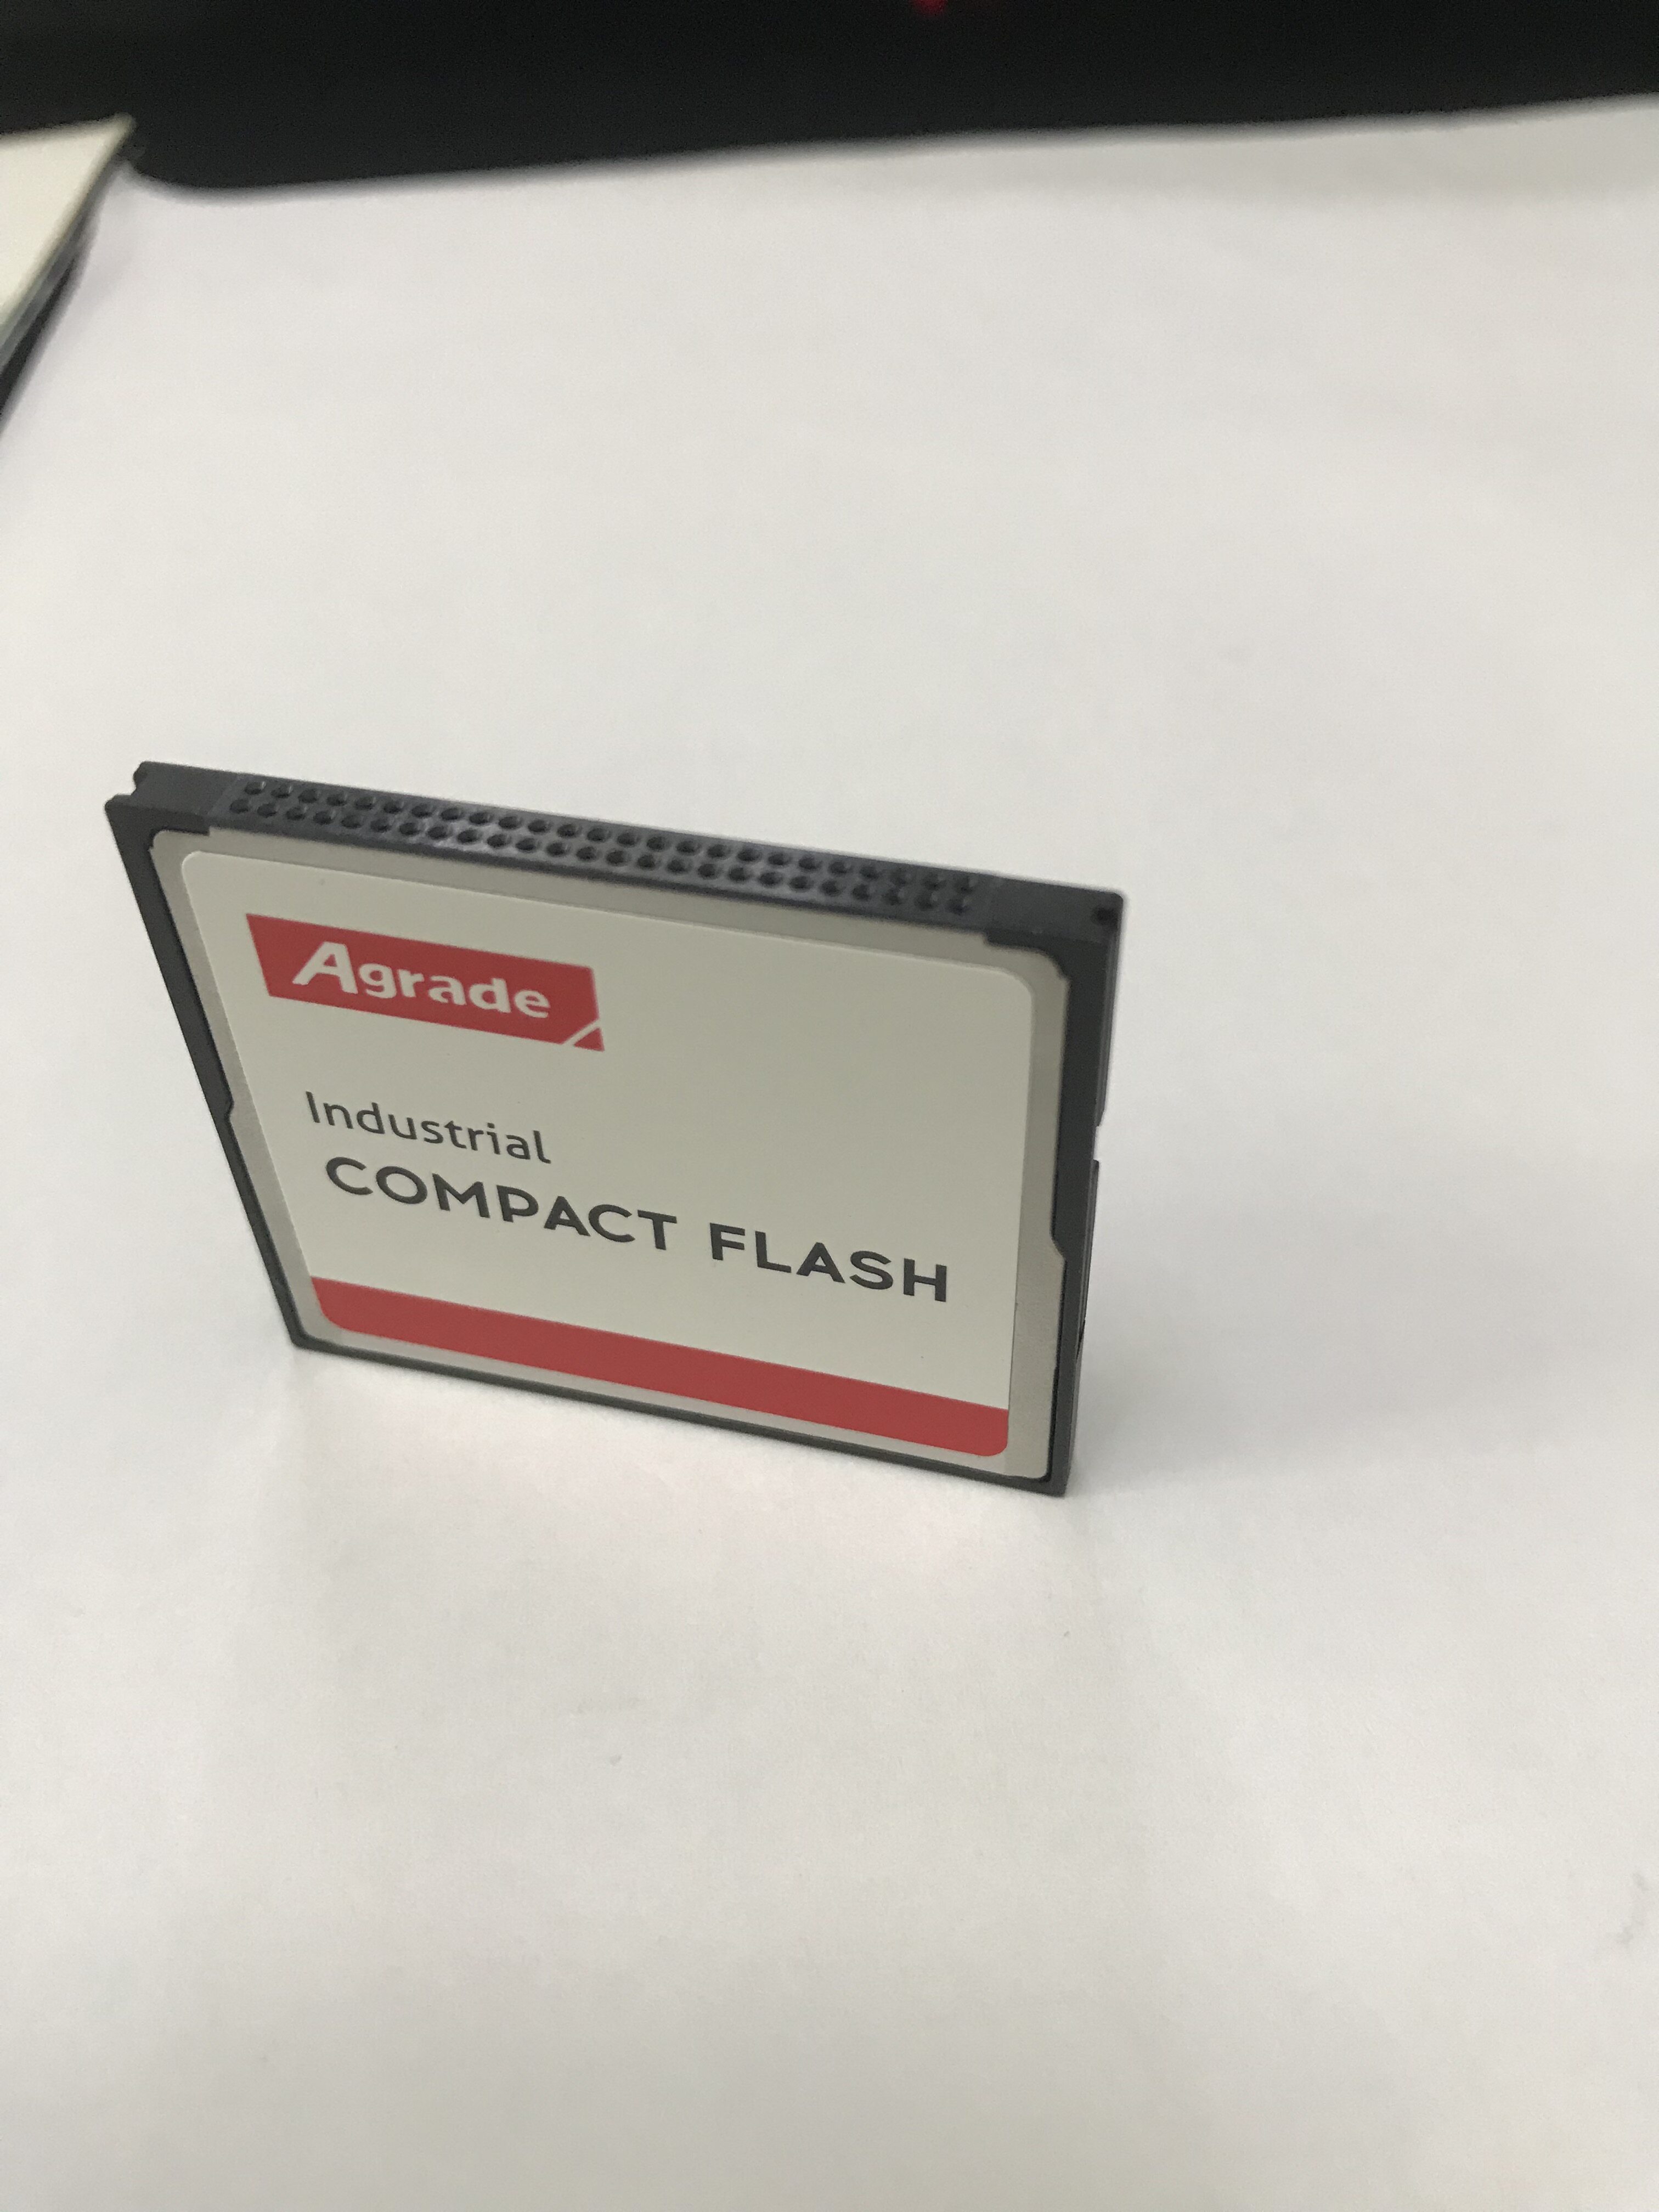 Agrade
Industrial
COMPACT FLASH